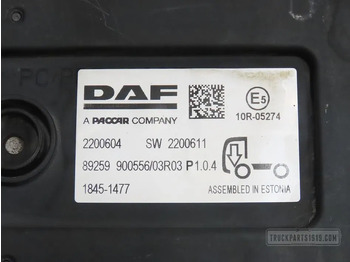 DAF
A PACCAR COMPANY
E5
10R-05274
2200604 SW 2200611
89259 900556/03R03 P1.0.4
1845-1477
ASSEMBLED IN ESTONIA
TRUCKPARTS1919.COM